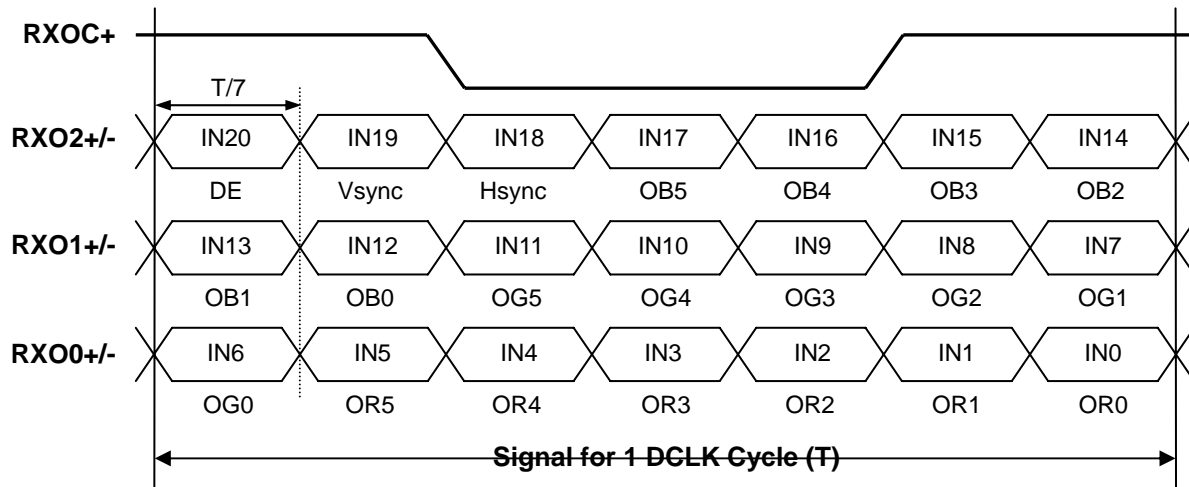 RXOC+
T/7
RXO2+/- IN20 IN19 IN18 IN17 IN16 IN15 IN14
DE Vsync Hsync OB5 OB4 OB3 OB2
RXO1+/- IN13 IN12 IN11 IN10 IN9 IN8 IN7
OB1 OB0 OG5 OG4 OG3 OG2 OG1
RXO0+/- IN6 IN5 IN4 IN3 IN2 IN1 IN0
OG0 OR5 OR4 OR3 OR2 OR1 OR0
Signal for 1 DCLK Cycle (T)